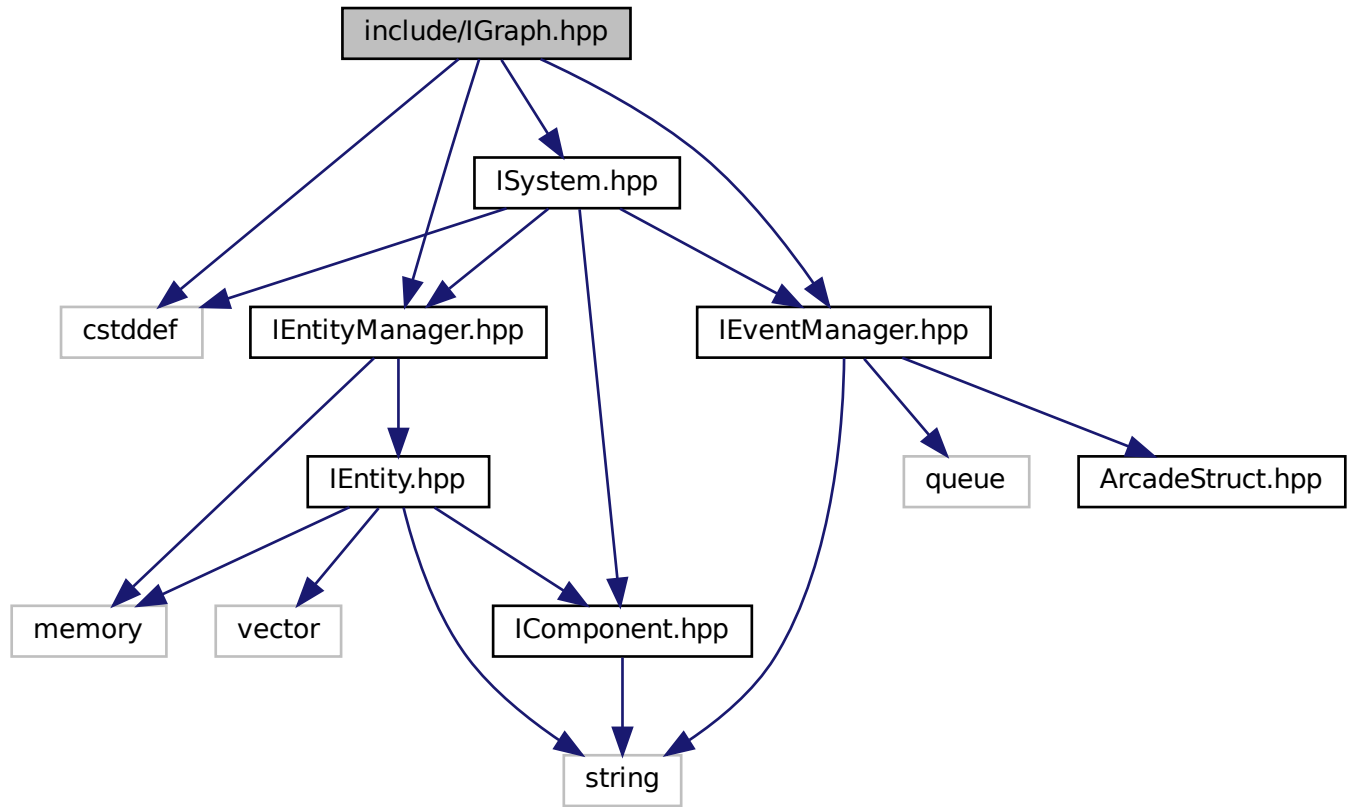 include/IGraph.hpp
ISystem.hpp
cstddef
IEntityManager.hpp
IEventManager.hpp
IEntity.hpp
queue
ArcadeStruct.hpp
memory
vector
IComponent.hpp
string